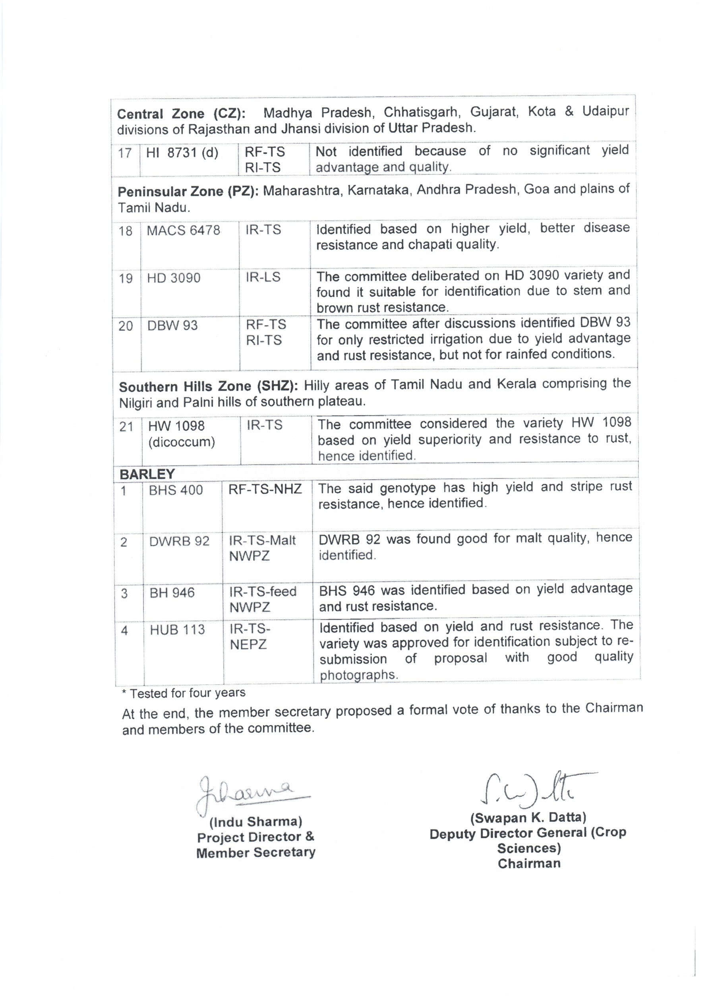 Central Zone (CZ): Madhya Pradesh, Chhatisgarh, Gujarat, Kota & Udaipur
divisions of Rajasthan and Jhansi division of Uttar Pradesh.
17 HI 8731 (d) RF-TS Not identified because of no significant yield
RI-TS advantage and quality.
Peninsular Zone (PZ): Maharashtra, Karnataka, Andhra Pradesh, Goa and plains of
Tamil Nadu.
18 MACS 6478 IR-TS Identified based on higher yield, better disease
resistance and chapati quality.
19 HD 3090 IR-LS The committee deliberated on HD 3090 variety and
found it suitable for identification due to stem and
brown rust resistance.
20 DBW 93 RF-TS The committee after discussions identified DBW 93
RI-TS for only restricted irrigation due to yield advantage
and rust resistance, but not for rainfed conditions.
Southern Hills Zone (SHZ): Hilly areas of Tamil Nadu and Kerala comprising the
Nilgiri and Palni hills of southern plateau.
21 HW 1098 IR-TS The committee considered the variety HW 1098
(dicoccum) based on yield superiority and resistance to rust,
hence identified.
BARLEY
1 BHS 400 RF-TS-NHZ The said genotype has high yield and stripe rust
resistance, hence identified.
2 DWRB 92 IR-TS-Malt DWRB 92 was found good for malt quality, hence
NWPZ identified.
3 BH 946 IR-TS-feed BHS 946 was identified based on yield advantage
NWPZ and rust resistance.
4 HUB 113 IR-TS- Identified based on yield and rust resistance. The
NEPZ variety was approved for identification subject to re-
submission of proposal with good quality
photographs.
* Tested for four years
At the end, the member secretary proposed a formal vote of thanks to the Chairman
and members of the committee.
(Indu Sharma) (Swapan K. Datta)
Project Director & Deputy Director General (Crop
Member Secretary Sciences)
Chairman